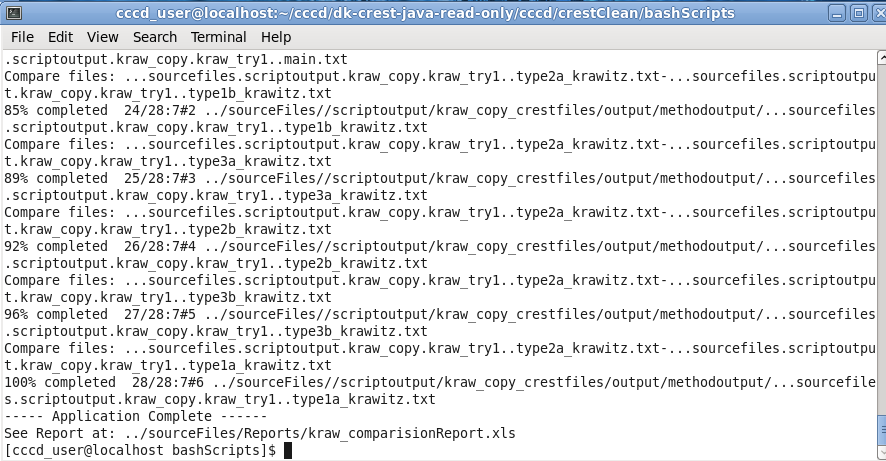 cccd_user@localhost:~/cccd/dk-crest-java-read-only/cccd/crestClean/bashScripts
File Edit View Search Terminal Help
.scriptoutput.kraw_copy.kraw_try1..main.txt
Compare files: ...sourcefiles.scriptoutput.kraw_copy.kraw_try1..type2a_krawitz.txt-...sourcefiles.scriptoutpu
t.kraw_copy.kraw_try1..type1b_krawitz.txt
85% completed  24/28:7#2 ../sourceFiles//scriptoutput/kraw_copy_crestfiles/output/methodoutput/...sourcefiles
.scriptoutput.kraw_copy.kraw_try1..type1b_krawitz.txt
Compare files: ...sourcefiles.scriptoutput.kraw_copy.kraw_try1..type2a_krawitz.txt-...sourcefiles.scriptoutpu
t.kraw_copy.kraw_try1..type3a_krawitz.txt
89% completed  25/28:7#3 ../sourceFiles//scriptoutput/kraw_copy_crestfiles/output/methodoutput/...sourcefiles
.scriptoutput.kraw_copy.kraw_try1..type3a_krawitz.txt
Compare files: ...sourcefiles.scriptoutput.kraw_copy.kraw_try1..type2a_krawitz.txt-...sourcefiles.scriptoutpu
t.kraw_copy.kraw_try1..type2b_krawitz.txt
92% completed  26/28:7#4 ../sourceFiles//scriptoutput/kraw_copy_crestfiles/output/methodoutput/...sourcefiles
.scriptoutput.kraw_copy.kraw_try1..type2b_krawitz.txt
Compare files: ...sourcefiles.scriptoutput.kraw_copy.kraw_try1..type2a_krawitz.txt-...sourcefiles.scriptoutpu
t.kraw_copy.kraw_try1..type3b_krawitz.txt
96% completed  27/28:7#5 ../sourceFiles//scriptoutput/kraw_copy_crestfiles/output/methodoutput/...sourcefiles
.scriptoutput.kraw_copy.kraw_try1..type3b_krawitz.txt
Compare files: ...sourcefiles.scriptoutput.kraw_copy.kraw_try1..type2a_krawitz.txt-...sourcefiles.scriptoutpu
t.kraw_copy.kraw_try1..type1a_krawitz.txt
100% completed  28/28:7#6 ../sourceFiles//scriptoutput/kraw_copy_crestfiles/output/methodoutput/...sourcefile
s.scriptoutput.kraw_copy.kraw_try1..type1a_krawitz.txt
----- Application Complete ------
See Report at: ../sourceFiles/Reports/kraw_comparisionReport.xls
[cccd_user@localhost bashScripts]$